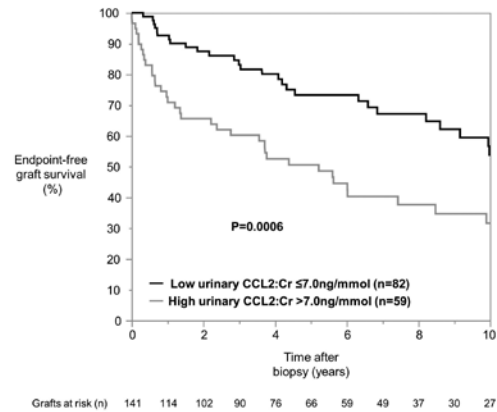 100
90
80
70
60
50
40
30
20
10
0
Endpoint-free
graft survival
(%)
P=0.0006
Low urinary CCL2:Cr ≤7.0ng/mmol (n=82)
High urinary CCL2:Cr >7.0ng/mmol (n=59)
0 2 4 6 8 10
Time after
biopsy (years)
Grafts at risk (n) 141 114 102 90 76 66 59 49 37 30 27